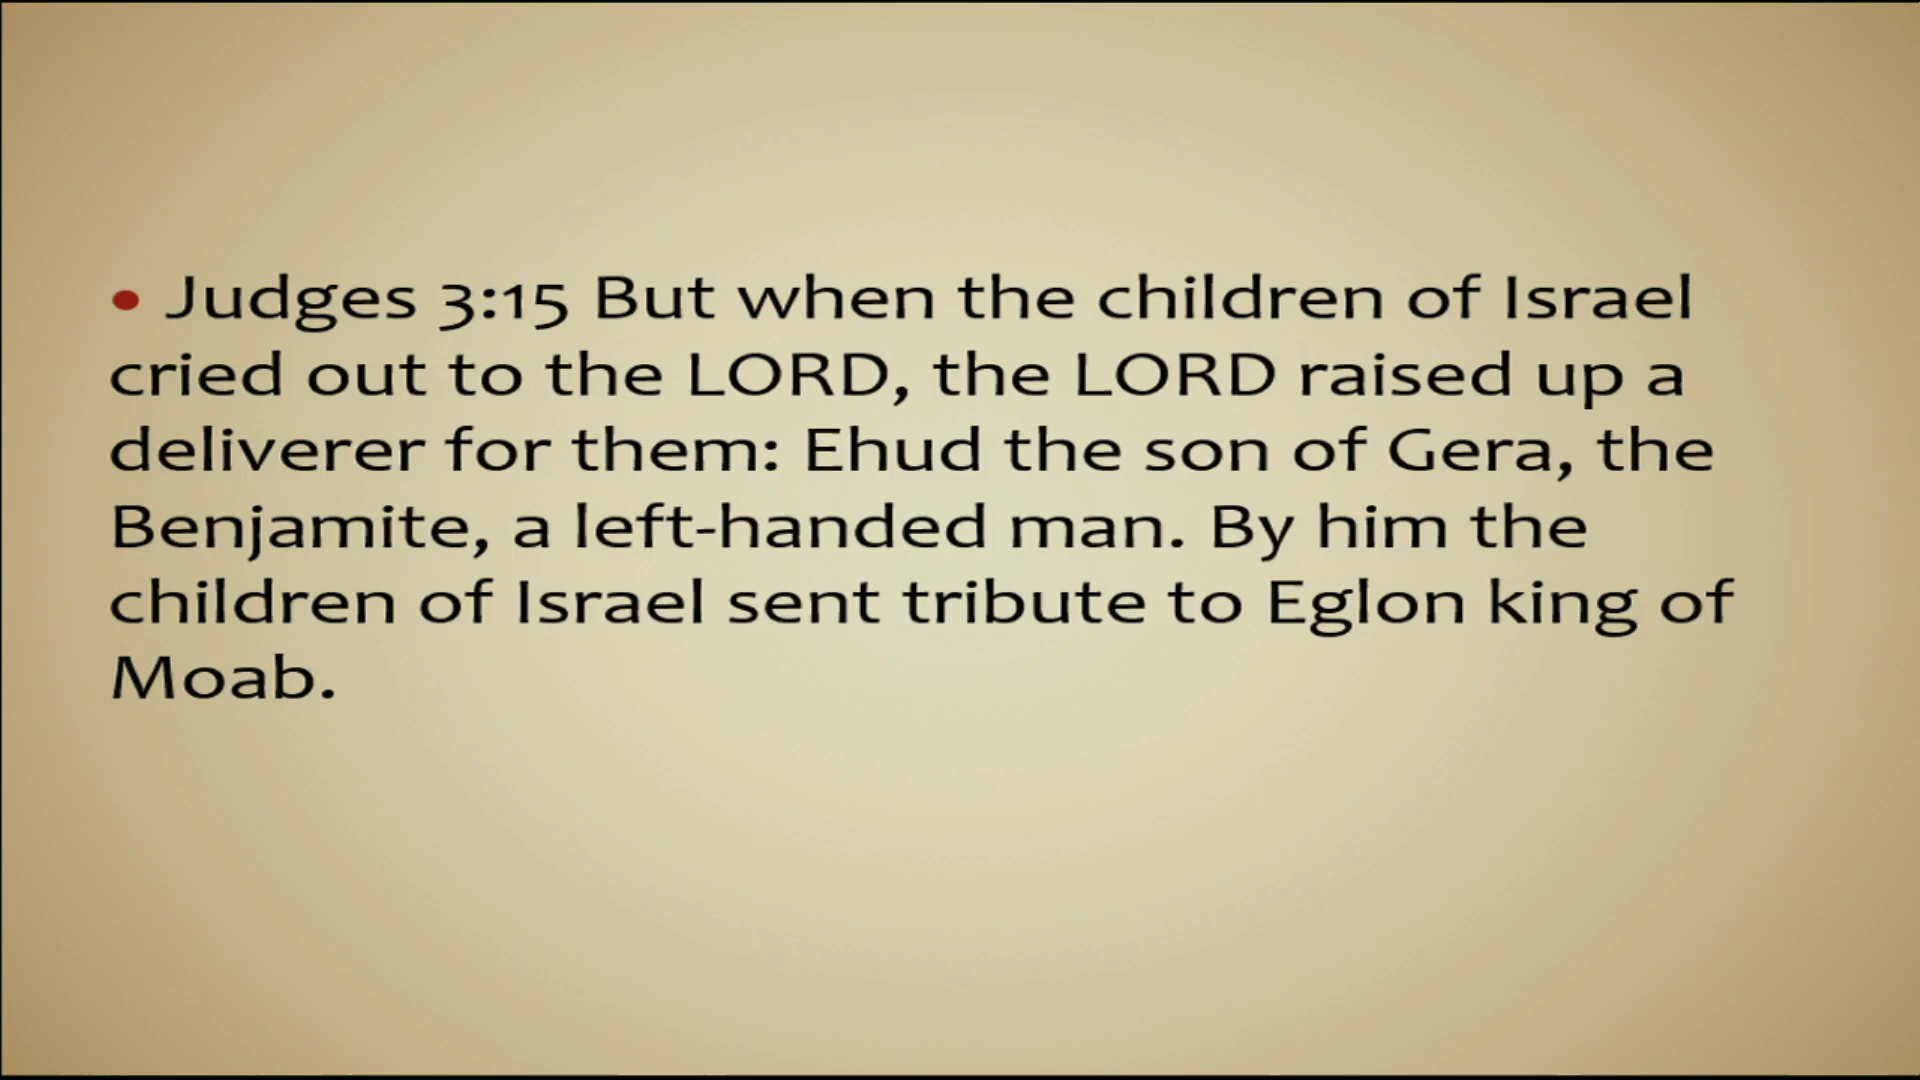 • Judges 3:15 But when the children of Israel
cried out to the LORD, the LORD raised up a
deliverer for them: Ehud the son of Gera, the
Benjamite, a left-handed man. By him the
children of Israel sent tribute to Eglon king of
Moab.